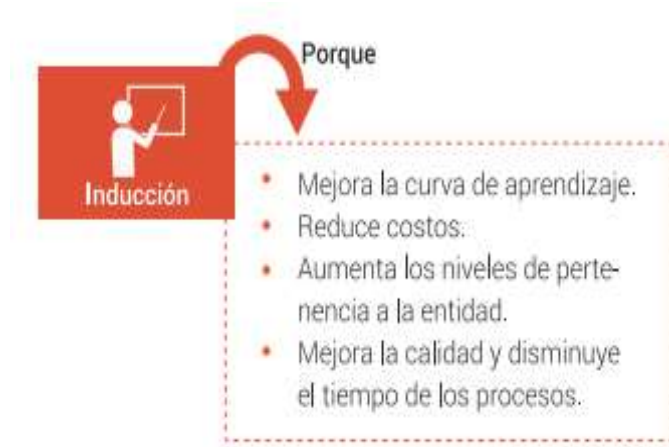 Porque
Inducción
Mejora la curva de aprendizaje.
Reduce costos.
Aumenta los niveles de perte-
nencia a la entidad.
Mejora la calidad y disminuye
el tiempo de los procesos.